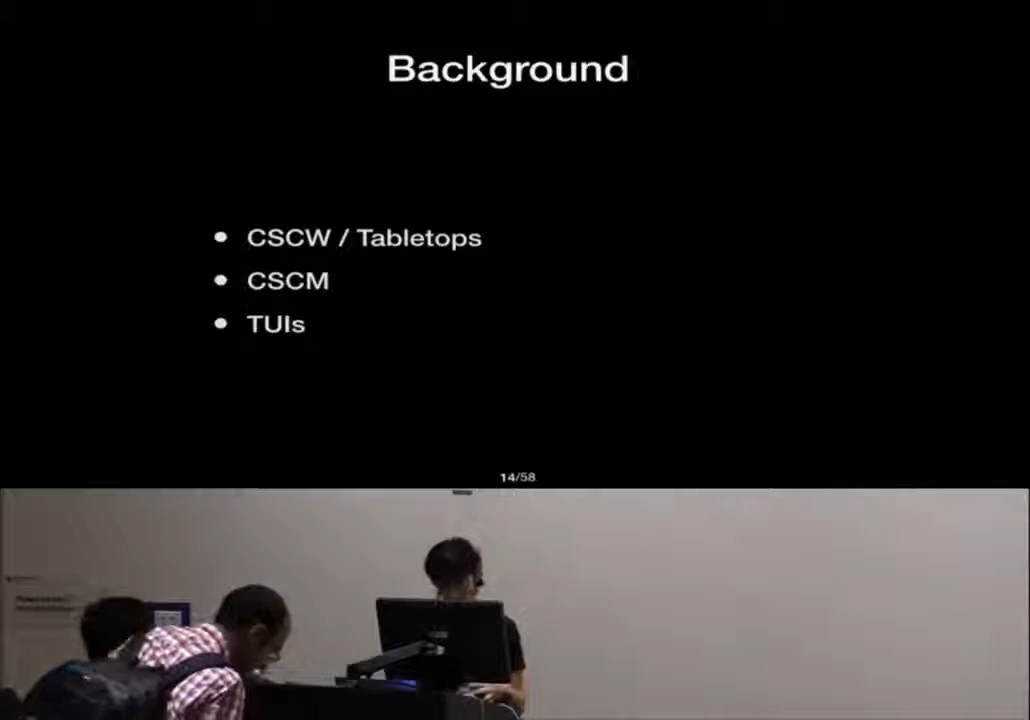 Background
• CSCW / Tabletops
• CSCM
• TUIs
14/58